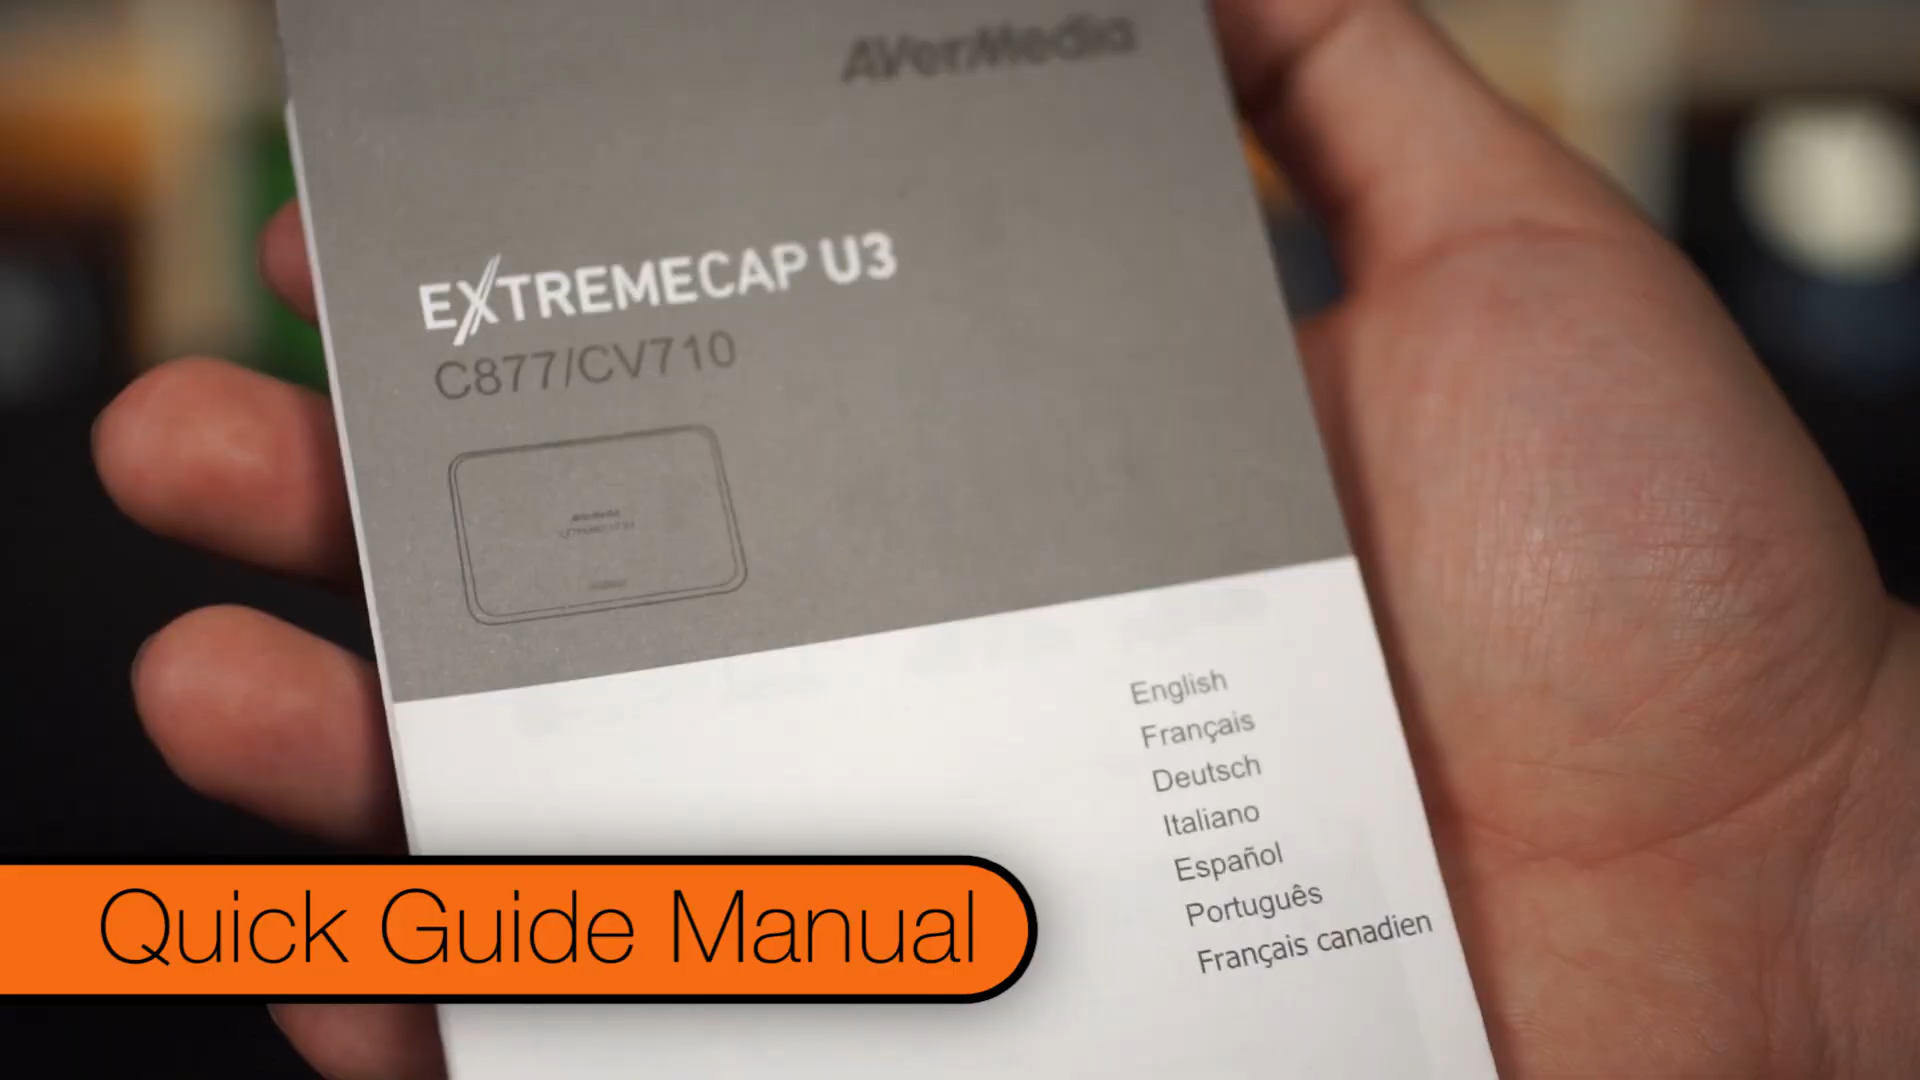 AVerMedia
EXTREMECAP U3
C877/CV710
English
Français
Deutsch
Italiano
Español
Português
Français canadien
Quick Guide Manual